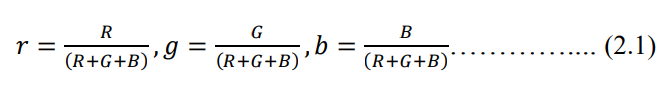 r = R/(R+G+B), g = G/(R+G+B), b = B/(R+G+B)……………... (2.1)